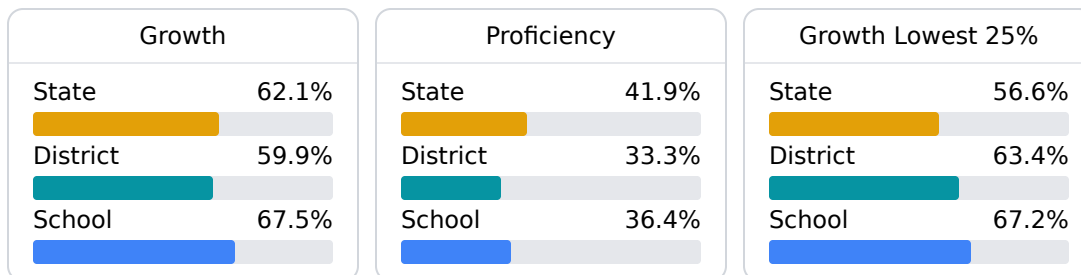 Growth
State 62.1%
District 59.9%
School 67.5%
Proficiency
State 41.9%
District 33.3%
School 36.4%
Growth Lowest 25%
State 56.6%
District 63.4%
School 67.2%